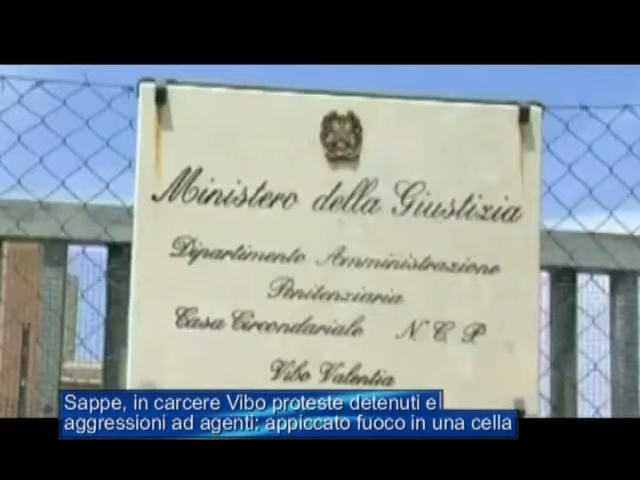 Ministero della Giustizia
Dipartimento Amministrazione
Penitenziaria
Casa Circondariale N.C.P
Vibo Valentia
Sappe, in carcere Vibo proteste detenuti e
aggressioni ad agenti; appiccato fuoco in una cella